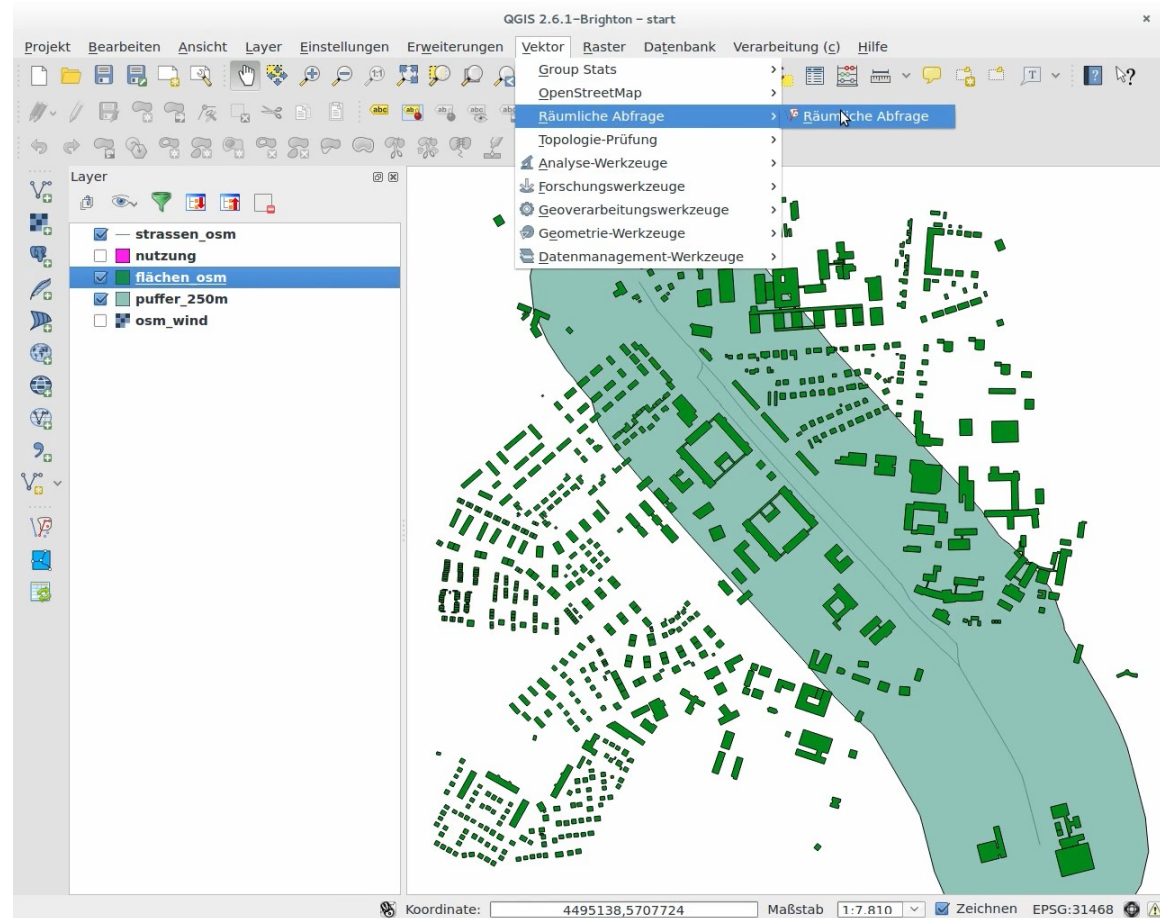 QGIS 2.6.1-Brighton - start
Projekt Bearbeiten Ansicht Layer Einstellungen Erweiterungen Vektor Raster Datenbank Verarbeitung (c) Hilfe
Group Stats
OpenStreetMap
Räumliche Abfrage
Räumliche Abfrage
Topologie-Prüfung
Analyse-Werkzeuge
Forschungswerkzeuge
Geoverarbeitungswerkzeuge
Geometrie-Werkzeuge
Datenmanagement-Werkzeuge
Layer
strassen_osm
nutzung
flächen_osm
puffer_250m
osm_wind
Koordinate: 4495138,5707724 Maßstab 1:7.810 Zeichnen EPSG:31468